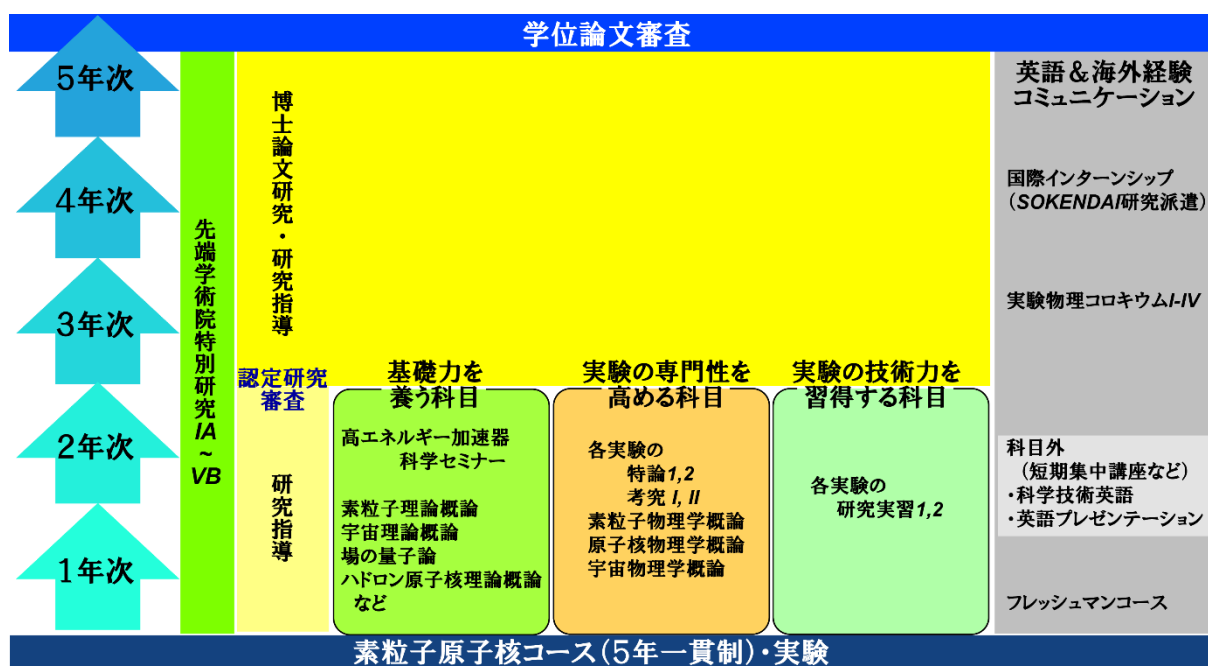 学位論文審査
5年次
4年次
3年次
2年次
1年次
先端学術院特別研究IA～VB
博士論文研究・研究指導
認定研究
審査
研究指導
基礎力を
養う科目
高エネルギー加速器
科学セミナー
素粒子理論概論
宇宙理論概論
場の量子論
ハドロン原子核理論概論
など
実験の専門性を
高める科目
各実験の
特論1,2
考究 I, II
素粒子物理学概論
原子核物理学概論
宇宙物理学概論
実験の技術力を
習得する科目
各実験の
研究実習1,2
英語＆海外経験
コミュニケーション
国際インターンシップ
（SOKENDAI研究派遣）
実験物理コロキウムI-IV
科目外
（短期集中講座など）
・科学技術英語
・英語プレゼンテーション
フレッシュマンコース
素粒子原子核コース（5年一貫制）・実験